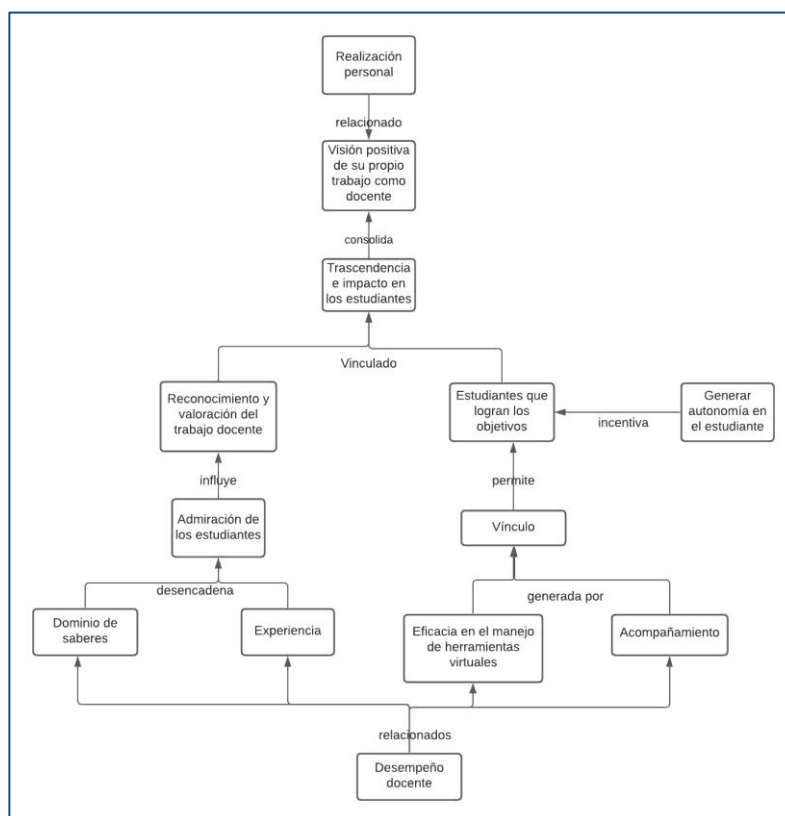 Realización
personal
relacionado
Visión positiva
de su propio
trabajo como
docente
consolida
Trascendencia
e impacto en
los estudiantes
Vinculado
Reconocimiento y
valoración del
trabajo docente
Estudiantes que
logran los
objetivos
incentiva
Generar
autonomía en
el estudiante
influye
permite
Admiración de
los estudiantes
Vínculo
desencadena
generada por
Dominio de
saberes
Experiencia
Eficacia en el manejo
de herramientas
virtuales
Acompañamiento
relacionados
Desempeño
docente